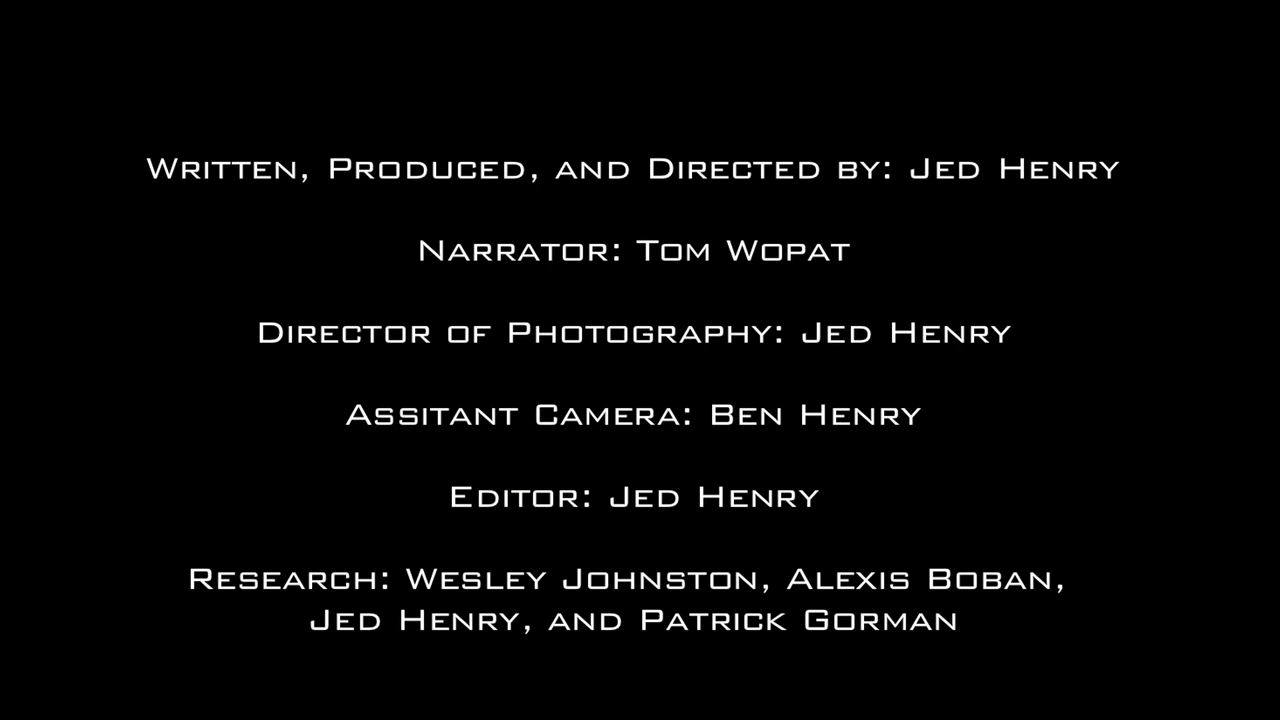 Written, Produced, and Directed by: Jed Henry
Narrator: Tom Wopat
Director of Photography: Jed Henry
Assitant Camera: Ben Henry
Editor: Jed Henry
Research: Wesley Johnston, Alexis Boban,
Jed Henry, and Patrick Gorman